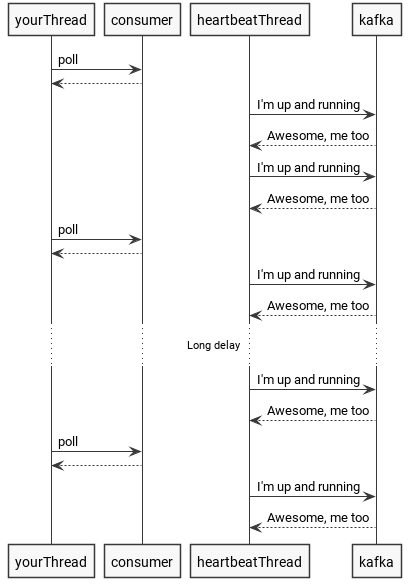 yourThread consumer heartbeatThread kafka
poll
I'm up and running
Awesome, me too
I'm up and running
Awesome, me too
poll
I'm up and running
Awesome, me too
Long delay
I'm up and running
Awesome, me too
poll
I'm up and running
Awesome, me too
yourThread consumer heartbeatThread kafka